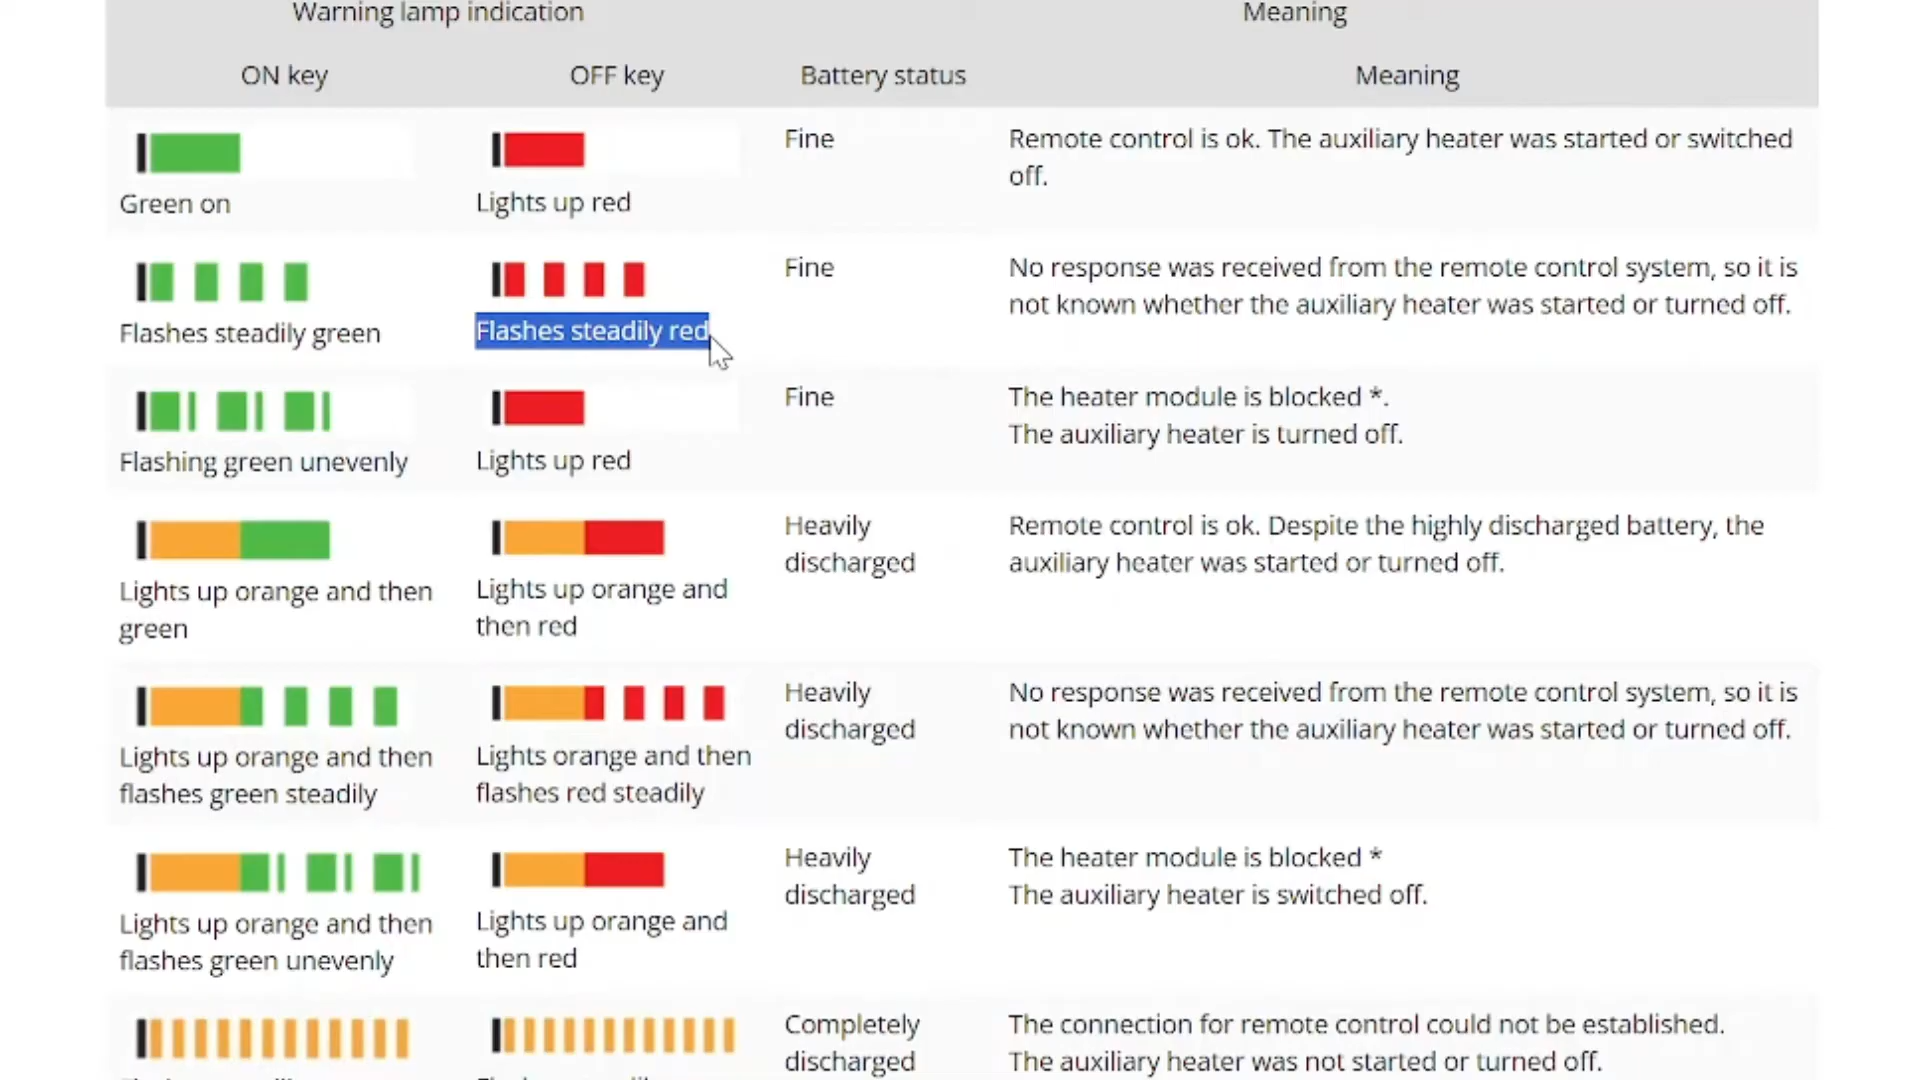 Warning lamp indication
Meaning
ON key
OFF key
Battery status
Meaning
Green on
Lights up red
Fine
Remote control is ok. The auxiliary heater was started or switched
off.
Flashes steadily green
Flashes steadily red
Fine
No response was received from the remote control system, so it is
not known whether the auxiliary heater was started or turned off.
Flashing green unevenly
Lights up red
Fine
The heater module is blocked *.
The auxiliary heater is turned off.
Lights up orange and then
green
Lights up orange and
then red
Heavily
discharged
Remote control is ok. Despite the highly discharged battery, the
auxiliary heater was started or turned off.
Lights up orange and then
flashes green steadily
Lights orange and then
flashes red steadily
Heavily
discharged
No response was received from the remote control system, so it is
not known whether the auxiliary heater was started or turned off.
Lights up orange and then
flashes green unevenly
Lights up orange and
then red
Heavily
discharged
The heater module is blocked *
The auxiliary heater is switched off.
Completely
discharged
The connection for remote control could not be established.
The auxiliary heater was not started or turned off.